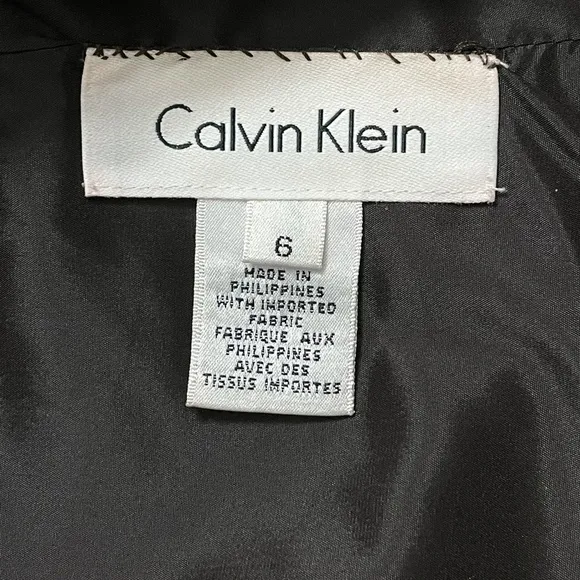 Calvin Klein
6
MADE IN
PHILIPPINES
WITH IMPORTED
FABRIC
FABRIQUE AUX
PHILIPPINES
AVEC DES
TISSUS IMPORTES